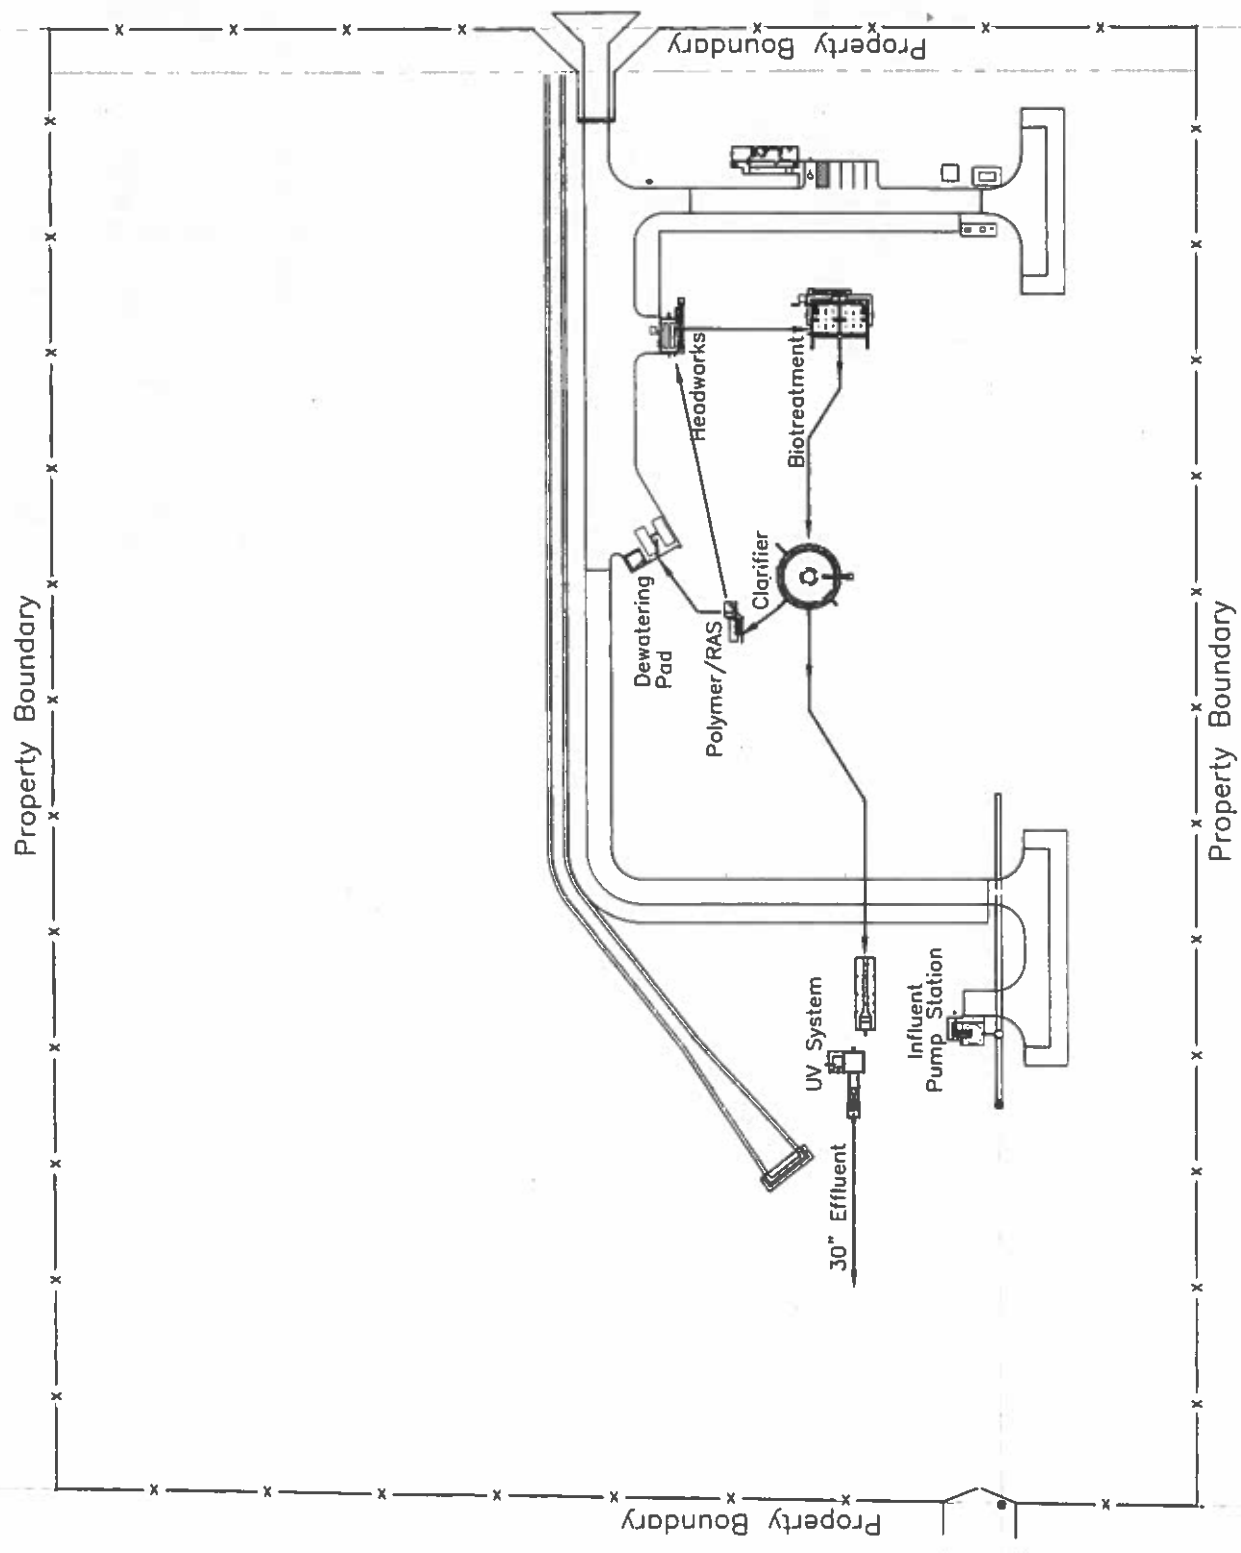 Property Boundary
Property Boundary
Headworks
Biotreatment
Clarifier
Dewatering
Pad
Polymer/RAS
Property Boundary
UV System
Influent
Pump Station
30" Effluent
Property Boundary